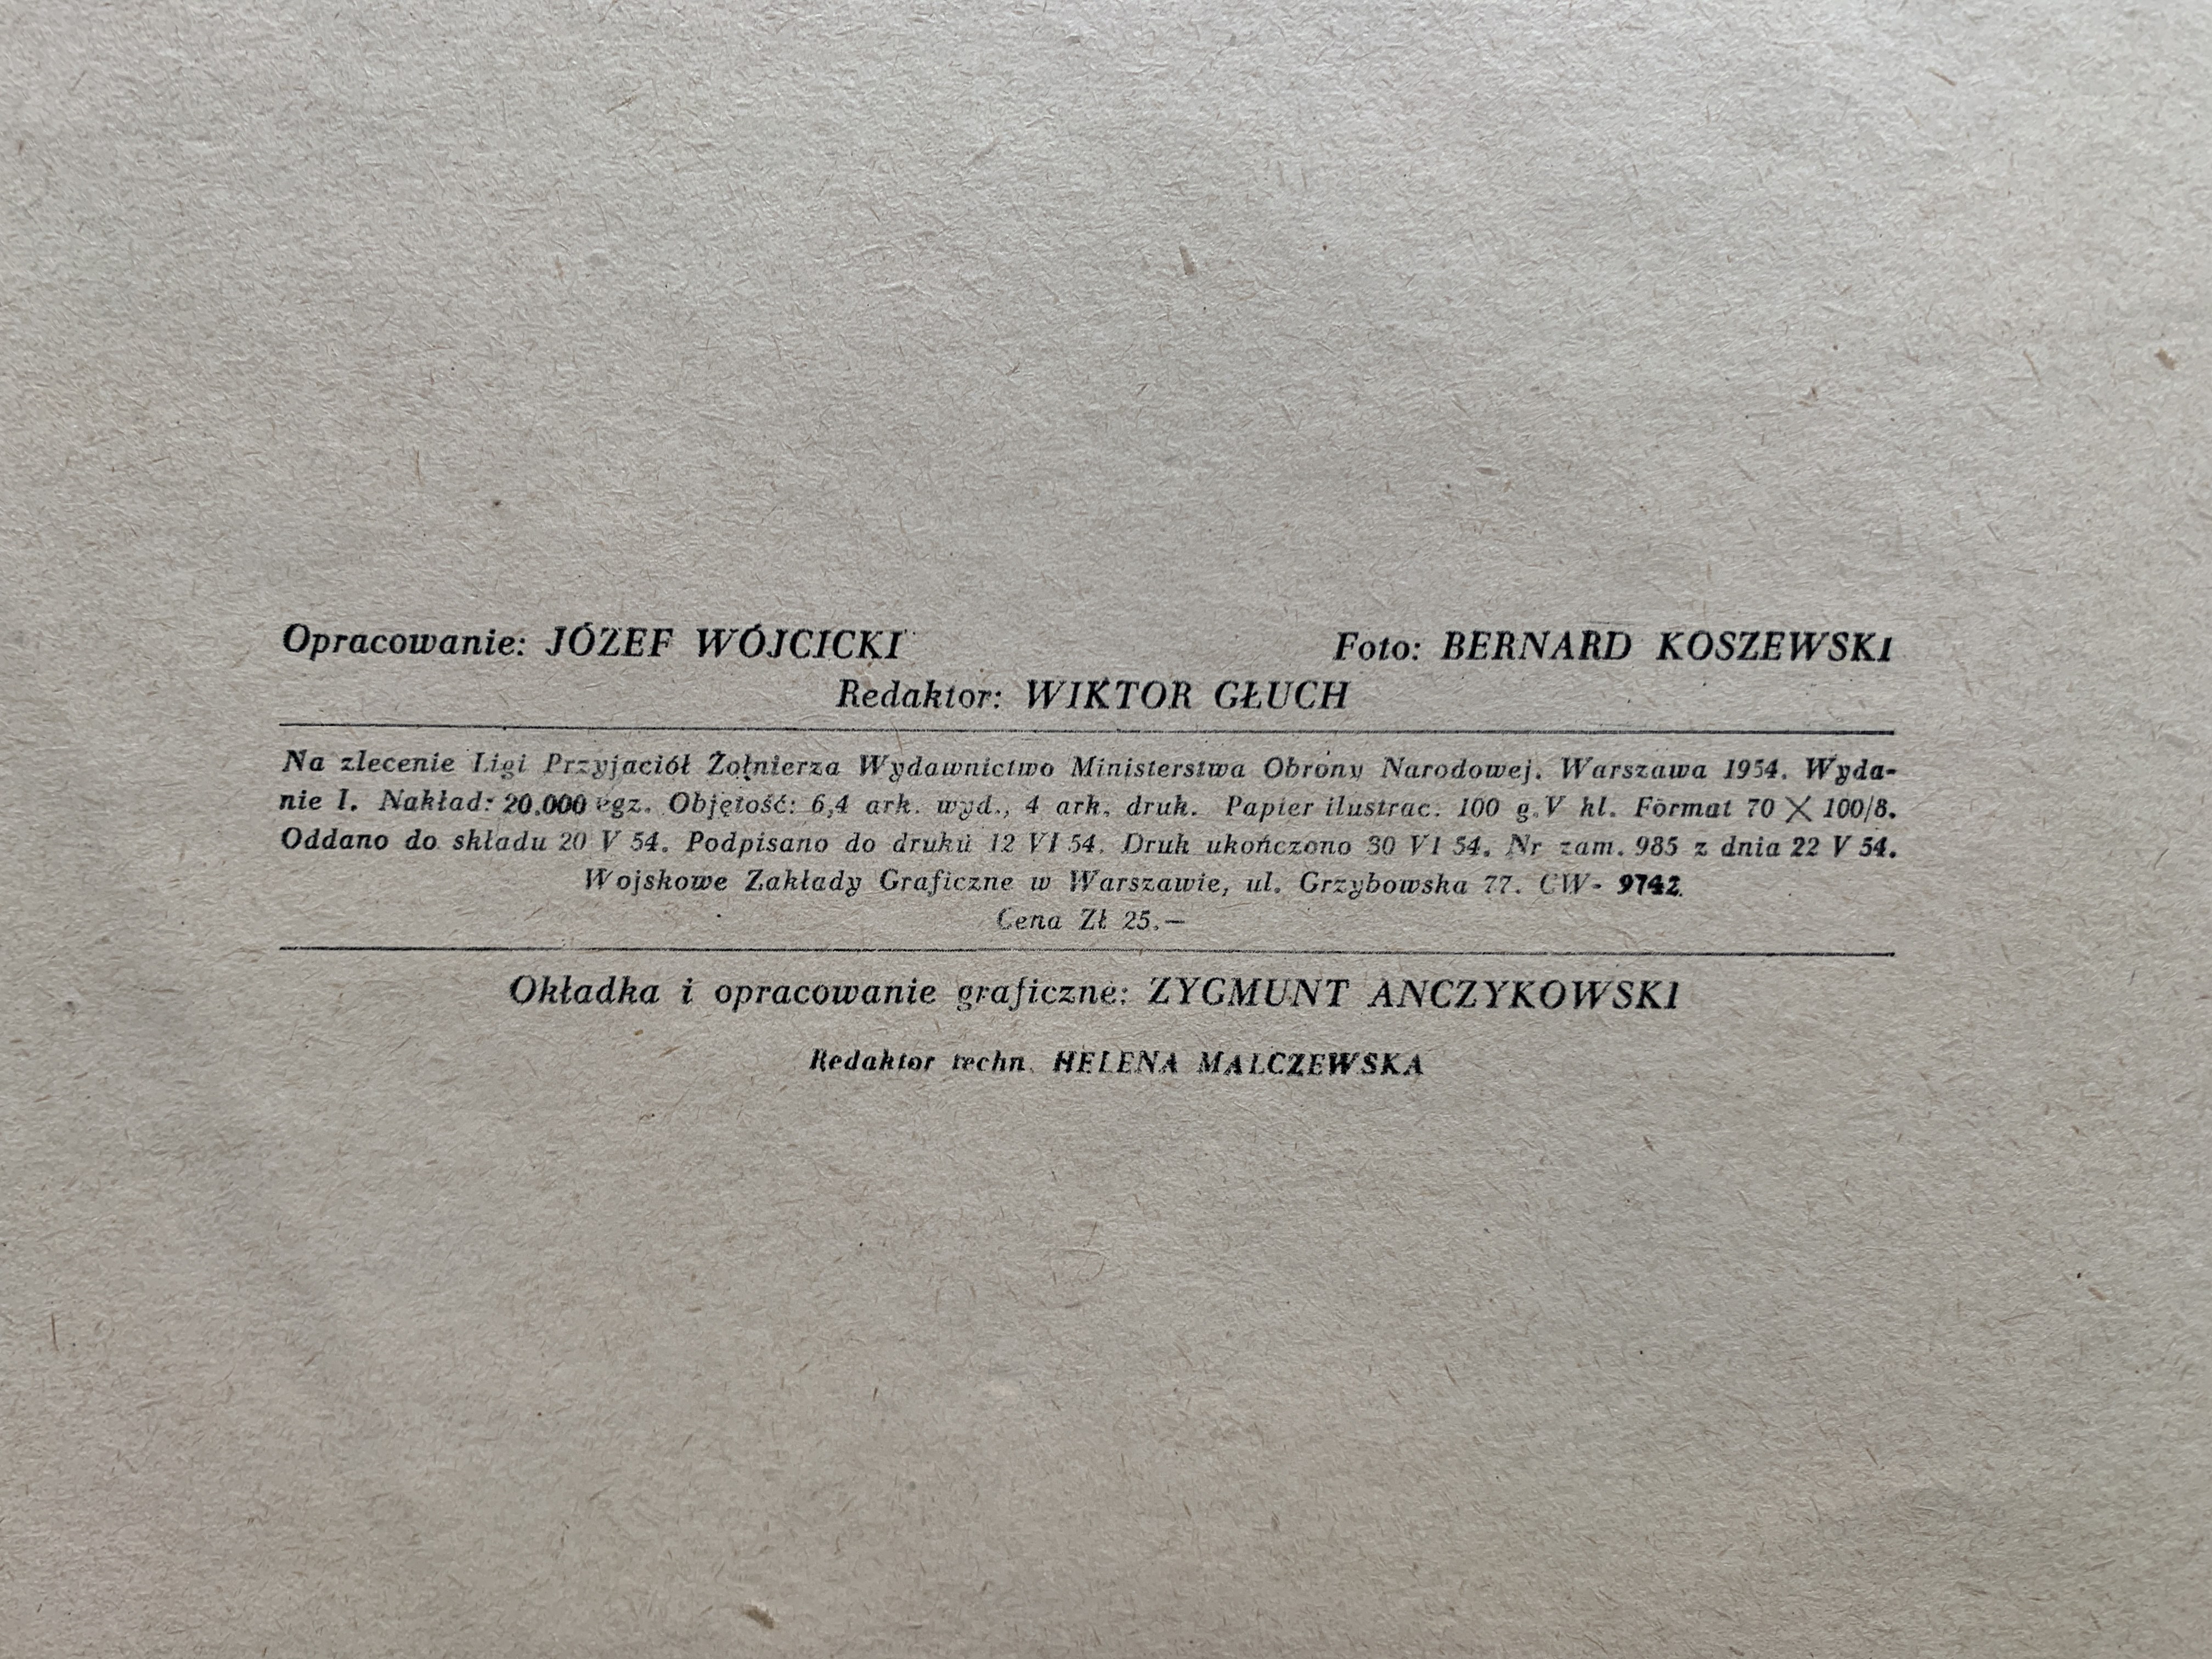 Opracowanie: JÓZEF WÓJCICKI Foto: BERNARD KOSZEWSKI
Redaktor: WIKTOR GŁUCH
Na zlecenie Ligi Przyjaciół Żołnierza Wydawnictwo Ministerstwa Obrony Narodowej. Warszawa 1954. Wyda-
nie I. Nakład: 20.000 egz. Objętość: 6,4 ark. wyd., 4 ark. druk. Papier ilustrac. 100 g. V kl. Format 70 X 100/8.
Oddano do składu 20 V 54. Podpisano do druku 12 VI 54. Druk ukończono 30 VI 54. Nr zam. 985 z dnia 22 V 54.
Wojskowe Zakłady Graficzne w Warszawie, ul. Grzybowska 77. CW- 9742.
Cena Zł 25.—
Okładka i opracowanie graficzne: ZYGMUNT ANCZYKOWSKI
Redaktor techn. HELENA MALCZEWSKA